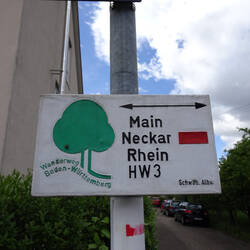 Main
Neckar
Rhein
HW3
Wanderweg
Baden-Württemberg
Schwäb. Albv.